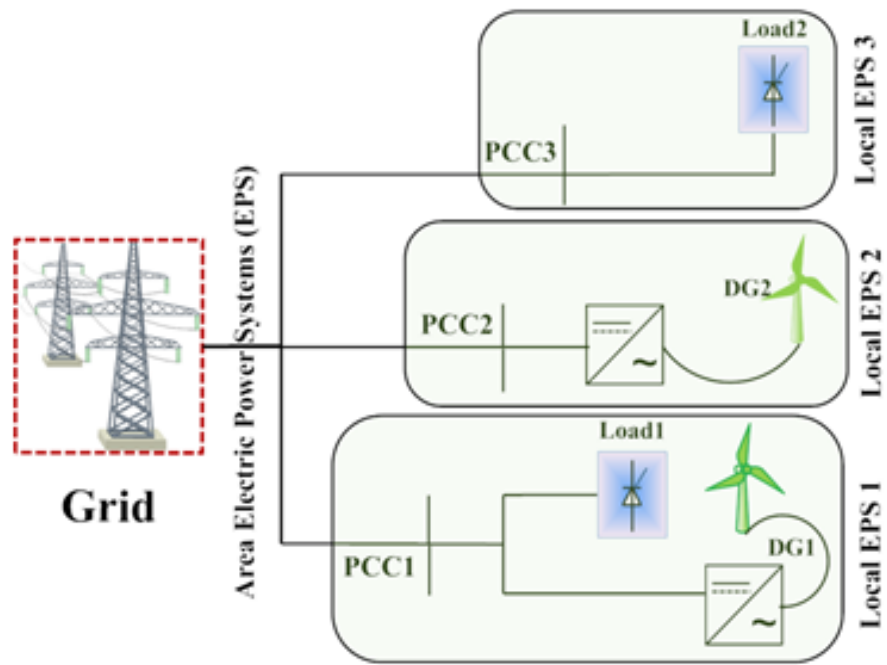 Load2
PCC3
Local EPS 3
Area Electric Power Systems (EPS)
DG2
PCC2
Local EPS 2
Grid
Load1
DG1
PCC1
Local EPS 1